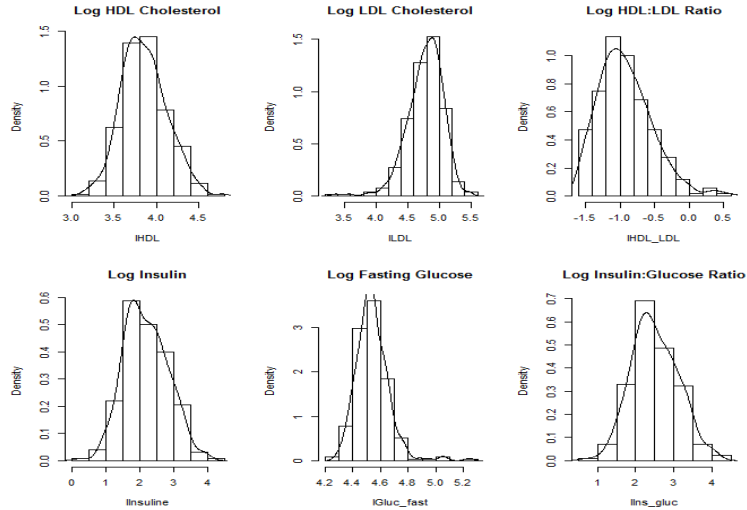 Log HDL Cholesterol
Density
0.0 0.5 1.0 1.5
3.0 3.5 4.0 4.5
lHDL
Log LDL Cholesterol
Density
0.0 0.5 1.0 1.5
3.5 4.0 4.5 5.0 5.5
lLDL
Log HDL:LDL Ratio
Density
0.0 0.2 0.4 0.6 0.8 1.0
-1.5 -1.0 -0.5 0.0 0.5
lHDL_LDL
Log Insulin
Density
0.0 0.1 0.2 0.3 0.4 0.5 0.6
0 1 2 3 4
lInsuline
Log Fasting Glucose
Density
0 1 2 3
4.2 4.4 4.6 4.8 5.0 5.2
lGluc_fast
Log Insulin:Glucose Ratio
Density
0.0 0.1 0.2 0.3 0.4 0.5 0.6 0.7
1 2 3 4
lIns_gluc